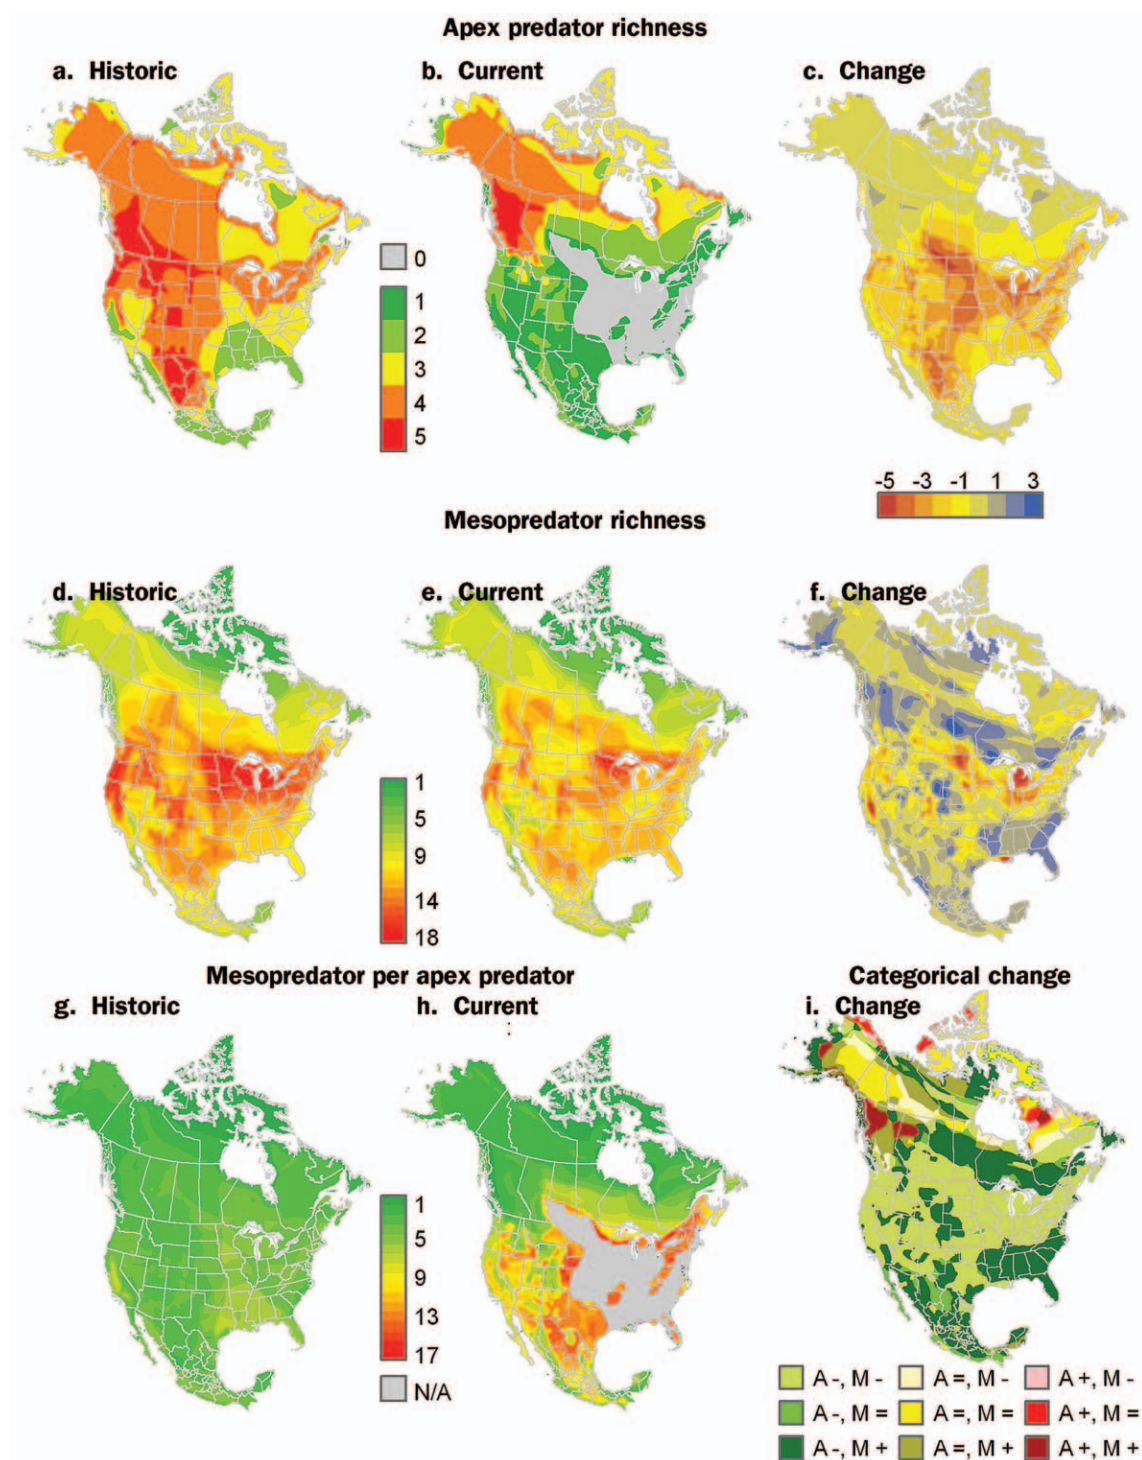 Apex predator richness
a. Historic
b. Current
c. Change
0
1
2
3
4
5
-5 -3 -1 1 3
Mesopredator richness
d. Historic
e. Current
f. Change
1
5
9
14
18
Mesopredator per apex predator
Categorical change
g. Historic
h. Current
i. Change
1
5
9
13
17
N/A
A -, M - A =, M - A +, M -
A -, M = A =, M = A +, M =
A -, M + A =, M + A +, M +